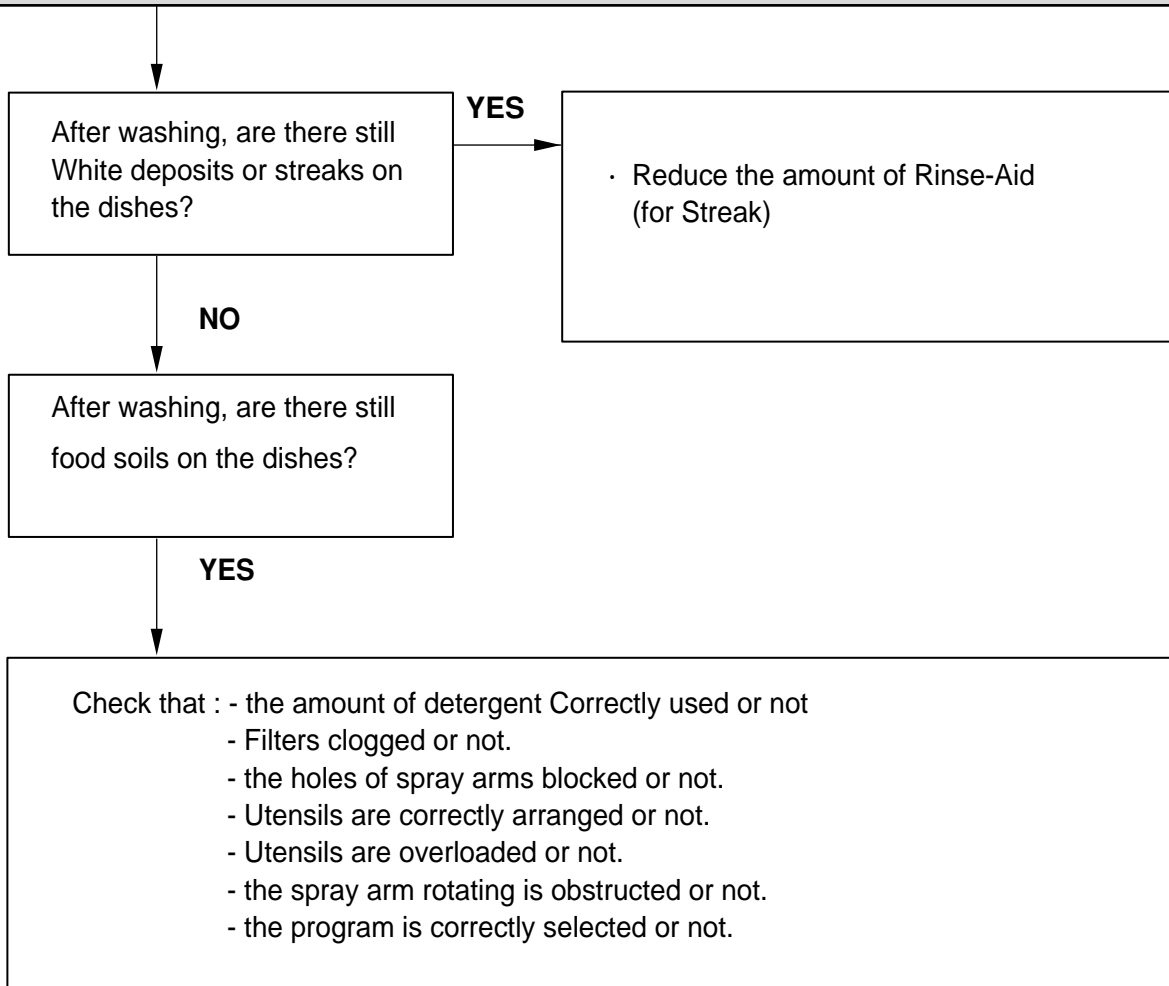 After washing, are there still
White deposits or streaks on
the dishes?
YES
· Reduce the amount of Rinse-Aid
(for Streak)
NO
After washing, are there still
food soils on the dishes?
YES
Check that : - the amount of detergent Correctly used or not
- Filters clogged or not.
- the holes of spray arms blocked or not.
- Utensils are correctly arranged or not.
- Utensils are overloaded or not.
- the spray arm rotating is obstructed or not.
- the program is correctly selected or not.